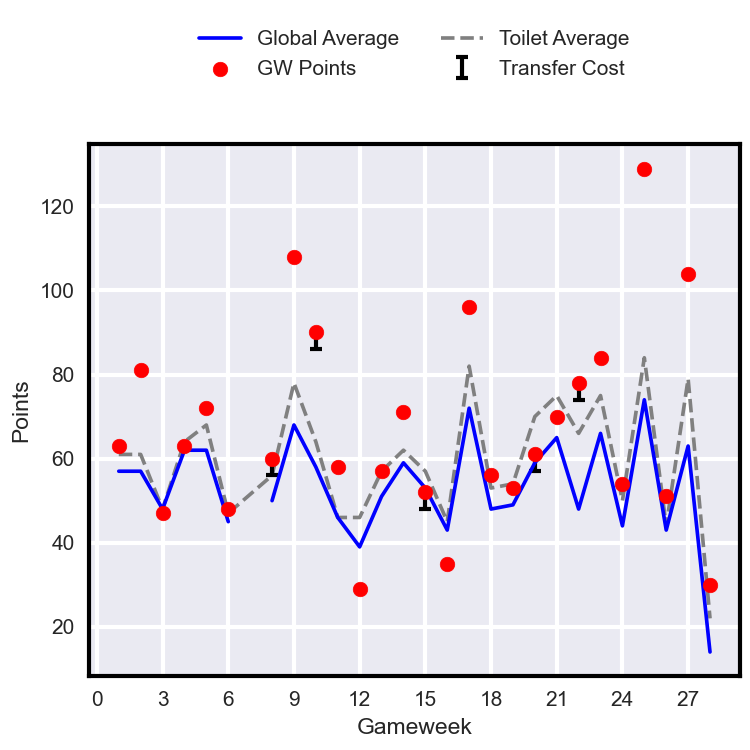 Global Average
GW Points
Toilet Average
Transfer Cost
120
100
80
60
40
20
Points
0 3 6 9 12 15 18 21 24 27
Gameweek